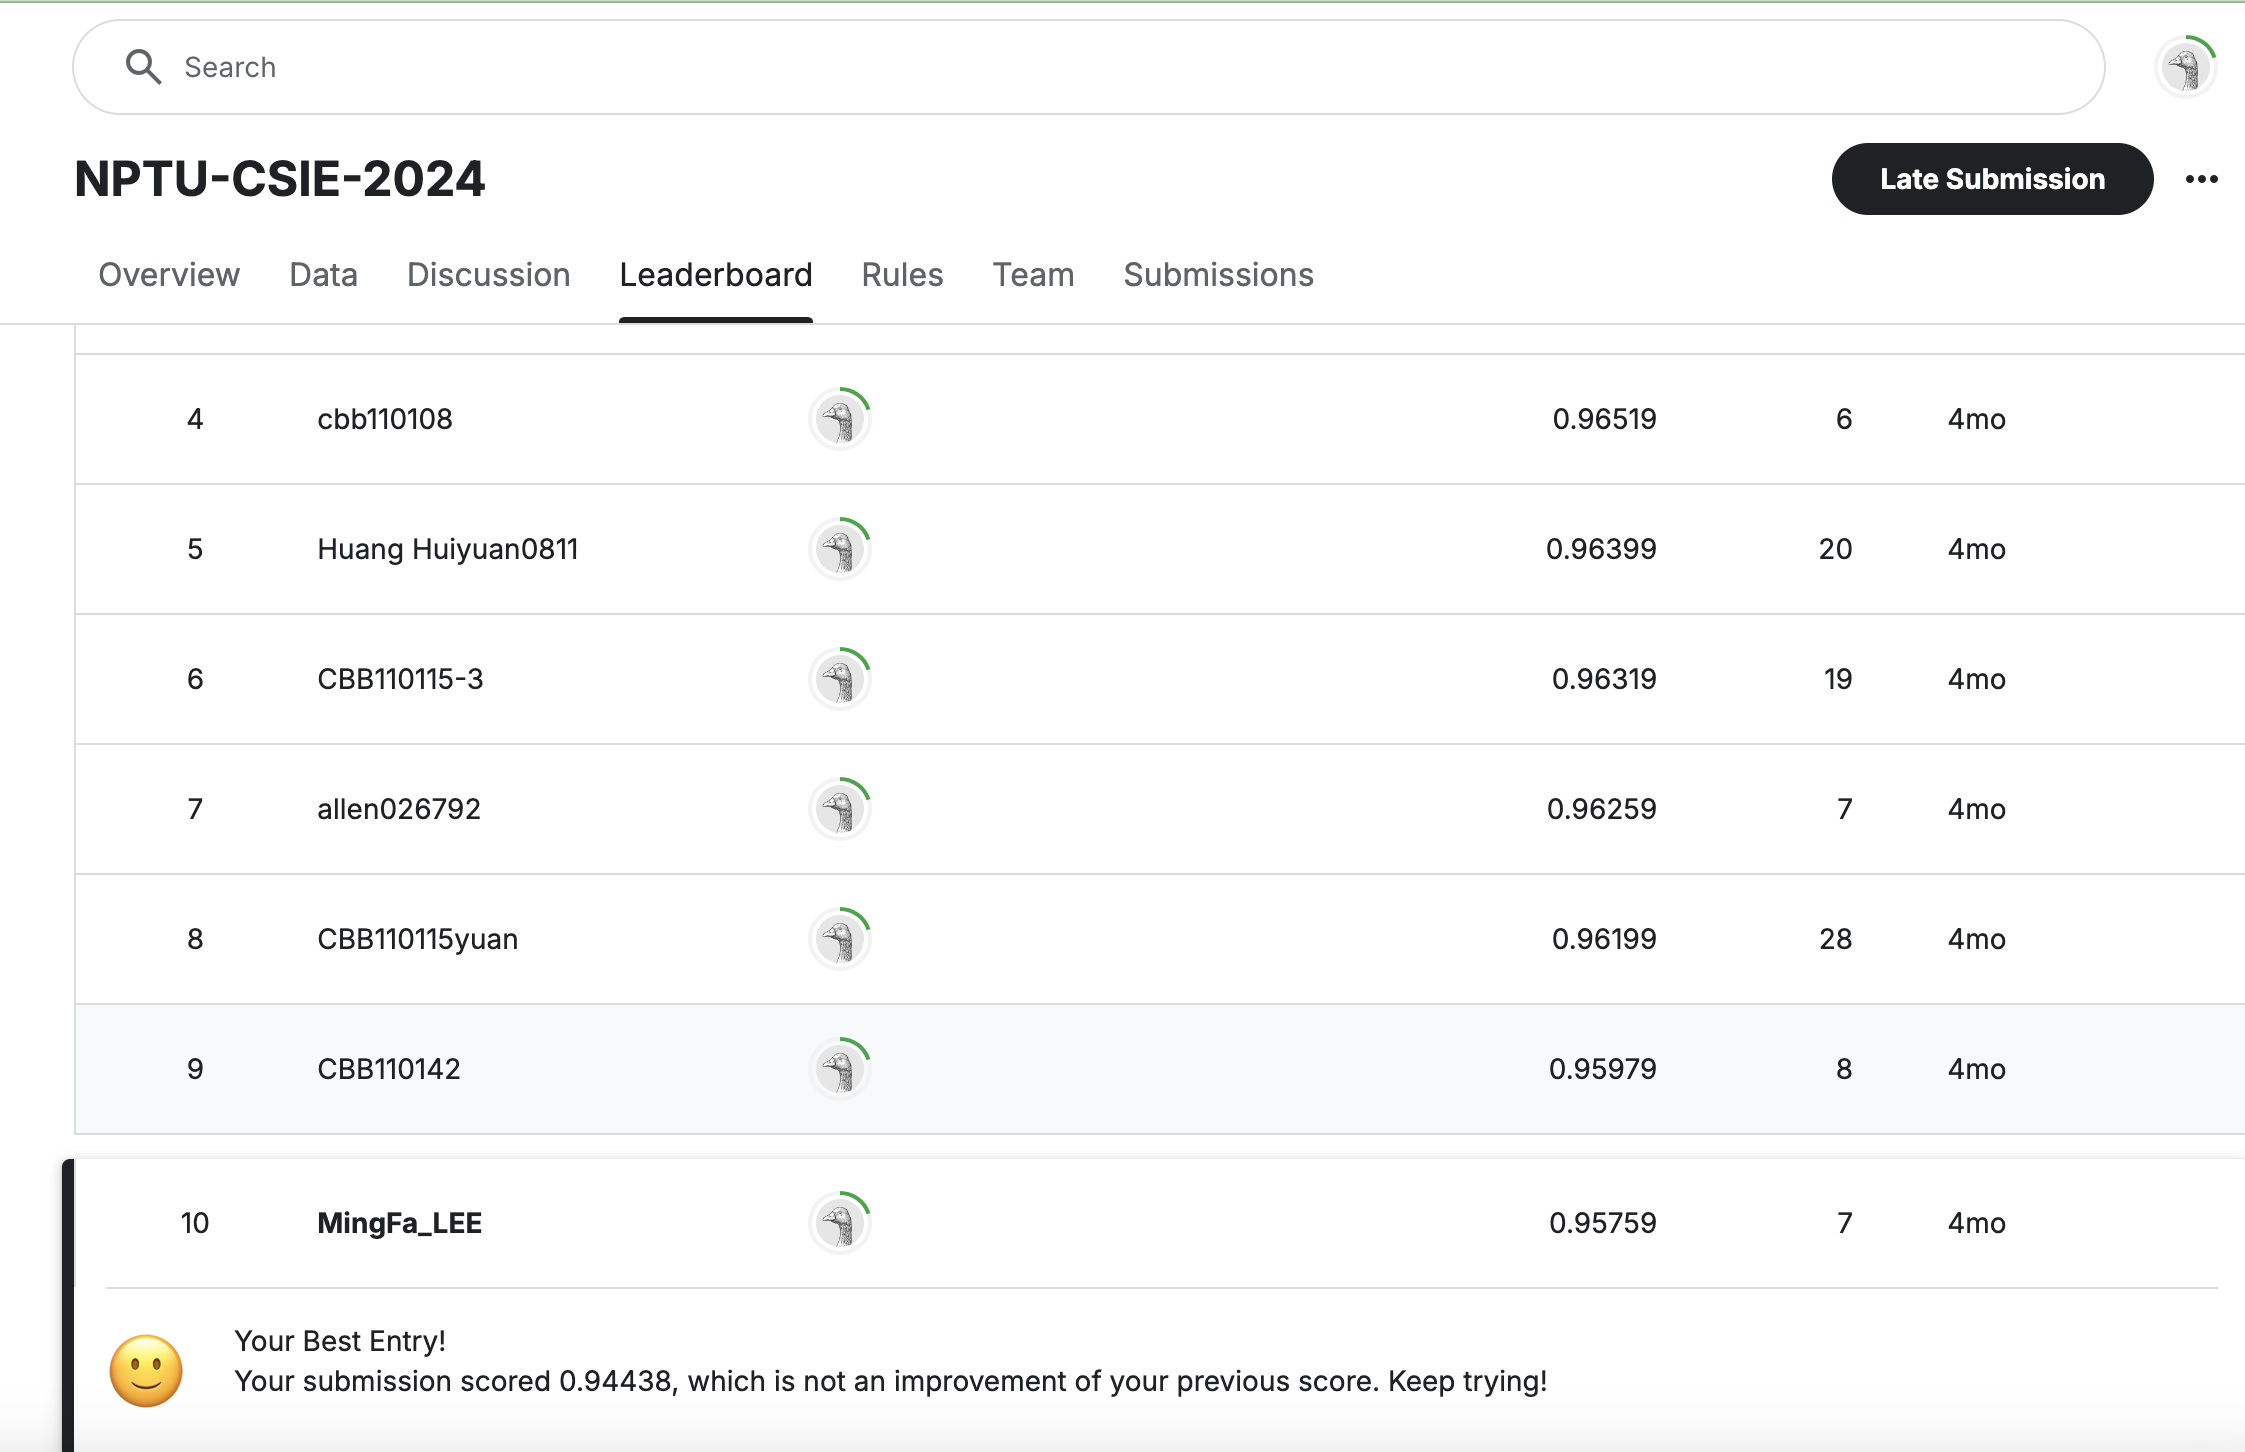 Search
NPTU-CSIE-2024
Late Submission
Overview Data Discussion Leaderboard Rules Team Submissions
4 cbb110108 0.96519 6 4mo
5 Huang Huiyuan0811 0.96399 20 4mo
6 CBB110115-3 0.96319 19 4mo
7 allen026792 0.96259 7 4mo
8 CBB110115yuan 0.96199 28 4mo
9 CBB110142 0.95979 8 4mo
10 MingFa_LEE 0.95759 7 4mo
Your Best Entry!
Your submission scored 0.94438, which is not an improvement of your previous score. Keep trying!